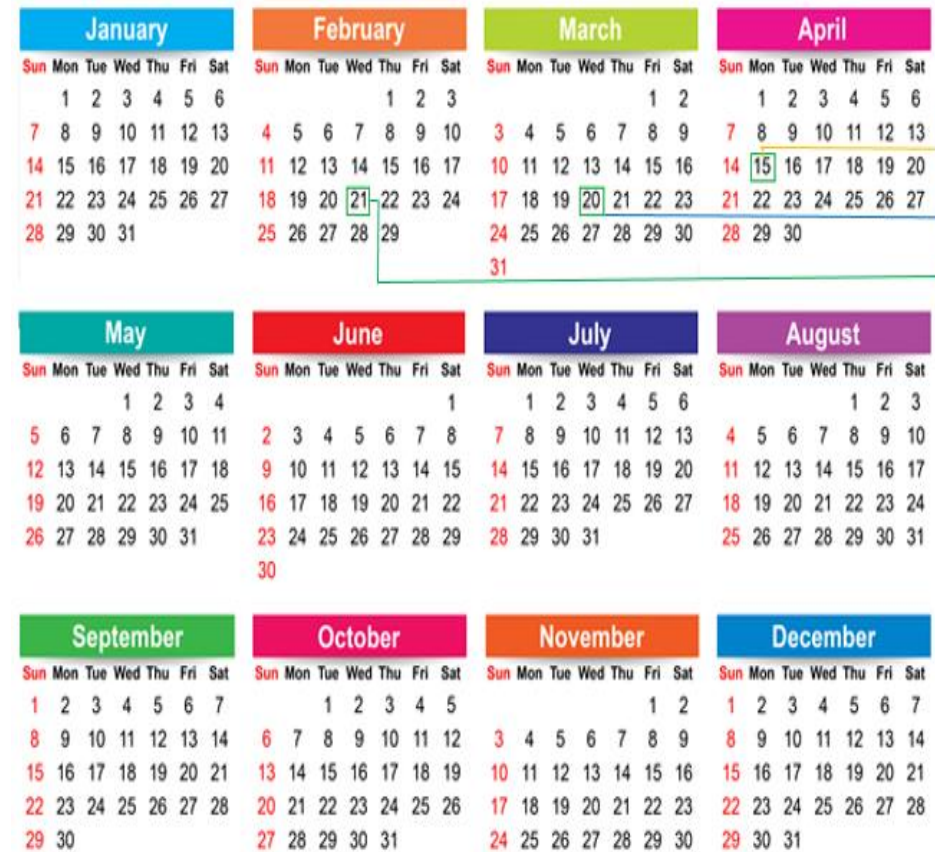 January February March April
Sun Mon Tue Wed Thu Fri Sat Sun Mon Tue Wed Thu Fri Sat Sun Mon Tue Wed Thu Fri Sat Sun Mon Tue Wed Thu Fri Sat
1 2 3 4 5 6 1 2 3 1 2 1 2 3 4 5 6
7 8 9 10 11 12 13 4 5 6 7 8 9 10 3 4 5 6 7 8 9 7 8 9 10 11 12 13
14 15 16 17 18 19 20 11 12 13 14 15 16 17 10 11 12 13 14 15 16 14 15 16 17 18 19 20
21 22 23 24 25 26 27 18 19 20 21 22 23 24 17 18 19 20 21 22 23 21 22 23 24 25 26 27
28 29 30 31 25 26 27 28 29 24 25 26 27 28 29 30 28 29 30
31
May June July August
Sun Mon Tue Wed Thu Fri Sat Sun Mon Tue Wed Thu Fri Sat Sun Mon Tue Wed Thu Fri Sat Sun Mon Tue Wed Thu Fri Sat
1 2 3 4 1 1 2 3 4 5 6 1 2 3
5 6 7 8 9 10 11 2 3 4 5 6 7 8 7 8 9 10 11 12 13 4 5 6 7 8 9 10
12 13 14 15 16 17 18 9 10 11 12 13 14 15 14 15 16 17 18 19 20 11 12 13 14 15 16 17
19 20 21 22 23 24 25 16 17 18 19 20 21 22 21 22 23 24 25 26 27 18 19 20 21 22 23 24
26 27 28 29 30 31 23 24 25 26 27 28 29 28 29 30 31 25 26 27 28 29 30 31
30
September October November December
Sun Mon Tue Wed Thu Fri Sat Sun Mon Tue Wed Thu Fri Sat Sun Mon Tue Wed Thu Fri Sat Sun Mon Tue Wed Thu Fri Sat
1 2 3 4 5 6 7 1 2 3 4 5 1 2 1 2 3 4 5 6 7
8 9 10 11 12 13 14 6 7 8 9 10 11 12 3 4 5 6 7 8 9 8 9 10 11 12 13 14
15 16 17 18 19 20 21 13 14 15 16 17 18 19 10 11 12 13 14 15 16 15 16 17 18 19 20 21
22 23 24 25 26 27 28 20 21 22 23 24 25 26 17 18 19 20 21 22 23 22 23 24 25 26 27 28
29 30 27 28 29 30 31 24 25 26 27 28 29 30 29 30 31